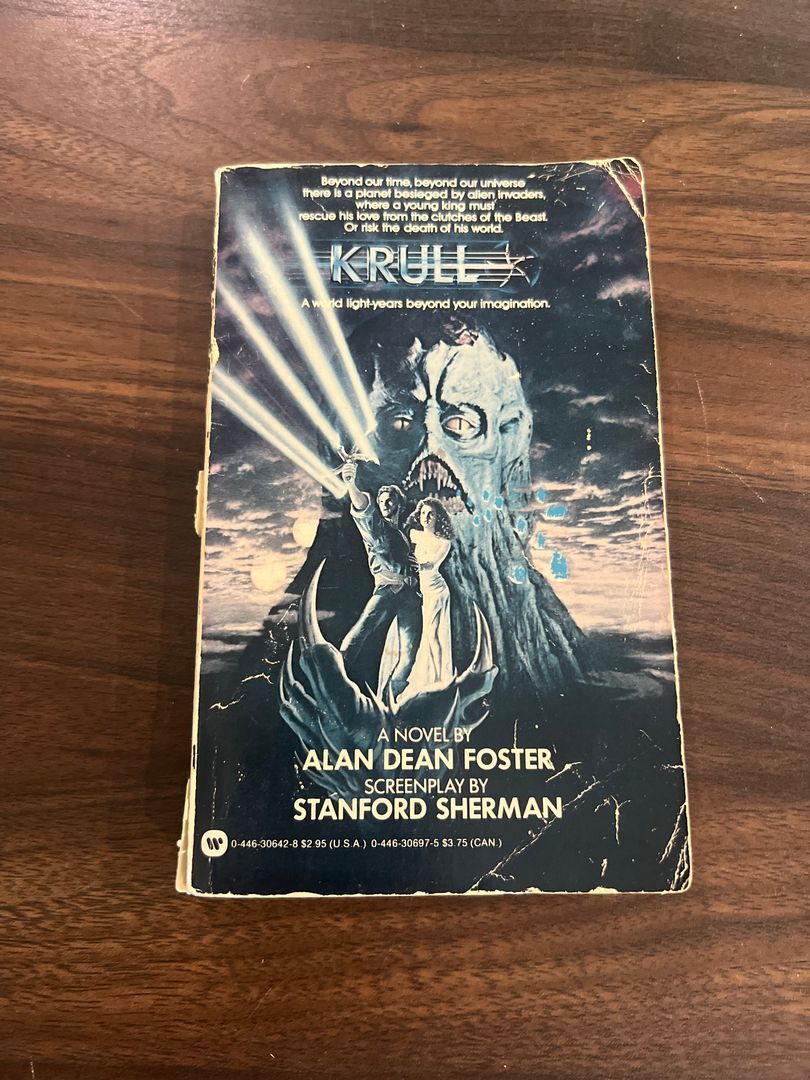 Beyond our time, beyond our universe
there is a planet besieged by alien invaders,
where a young king must
rescue his love from the clutches of the Beast.
Or risk the death of his world.
KRULL
A world light-years beyond your imagination.
A NOVEL BY
ALAN DEAN FOSTER
SCREENPLAY BY
STANFORD SHERMAN
0-446-30642-8 $2.95 (U.S.A.) 0-446-30697-5 $3.75 (CAN.)